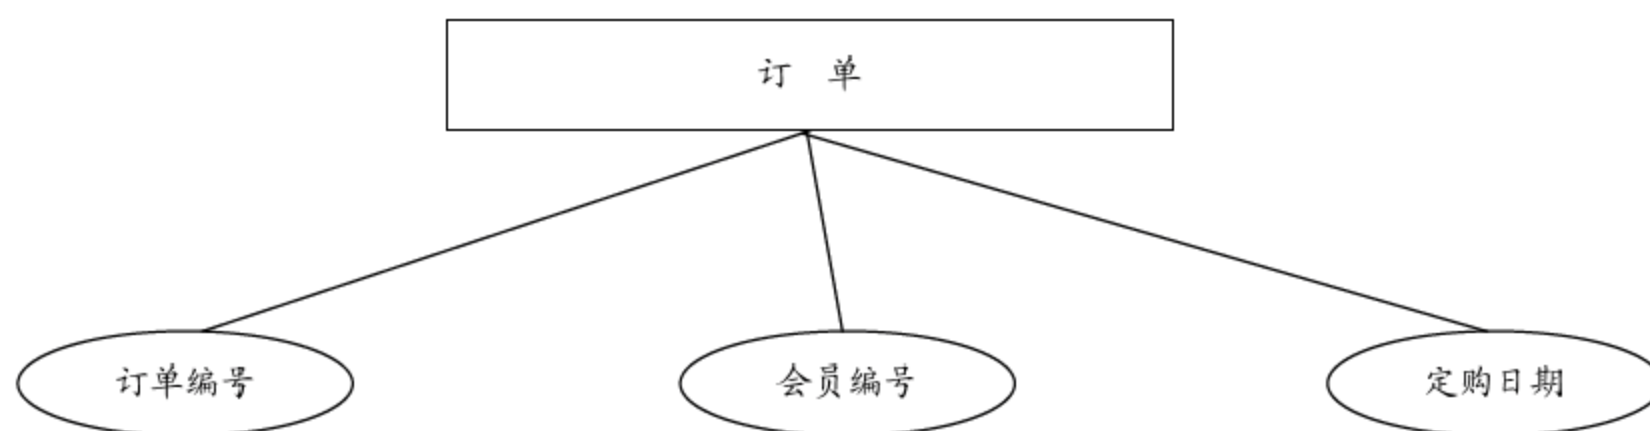 订 单
订单编号
会员编号
定购日期